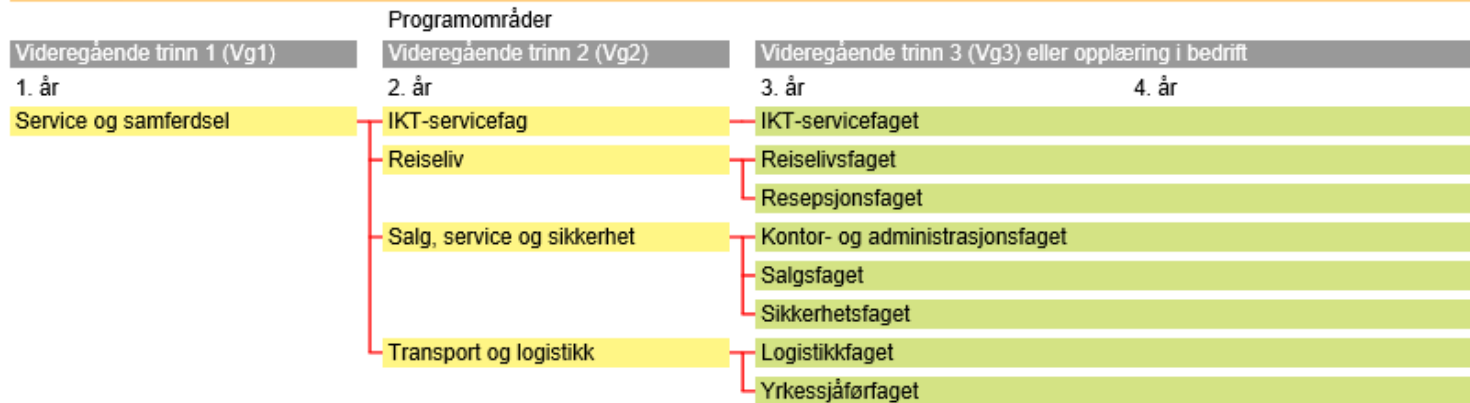 Programområder
Videregående trinn 1 (Vg1) Videregående trinn 2 (Vg2) Videregående trinn 3 (Vg3) eller opplæring i bedrift
1. år 2. år 3. år 4. år
Service og samferdsel IKT-servicefag IKT-servicefaget
Reiseliv Reiselivsfaget
Resepsjonsfaget
Salg, service og sikkerhet Kontor- og administrasjonsfaget
Salgsfaget
Sikkerhetsfaget
Transport og logistikk Logistikkfaget
Yrkessjåførfaget